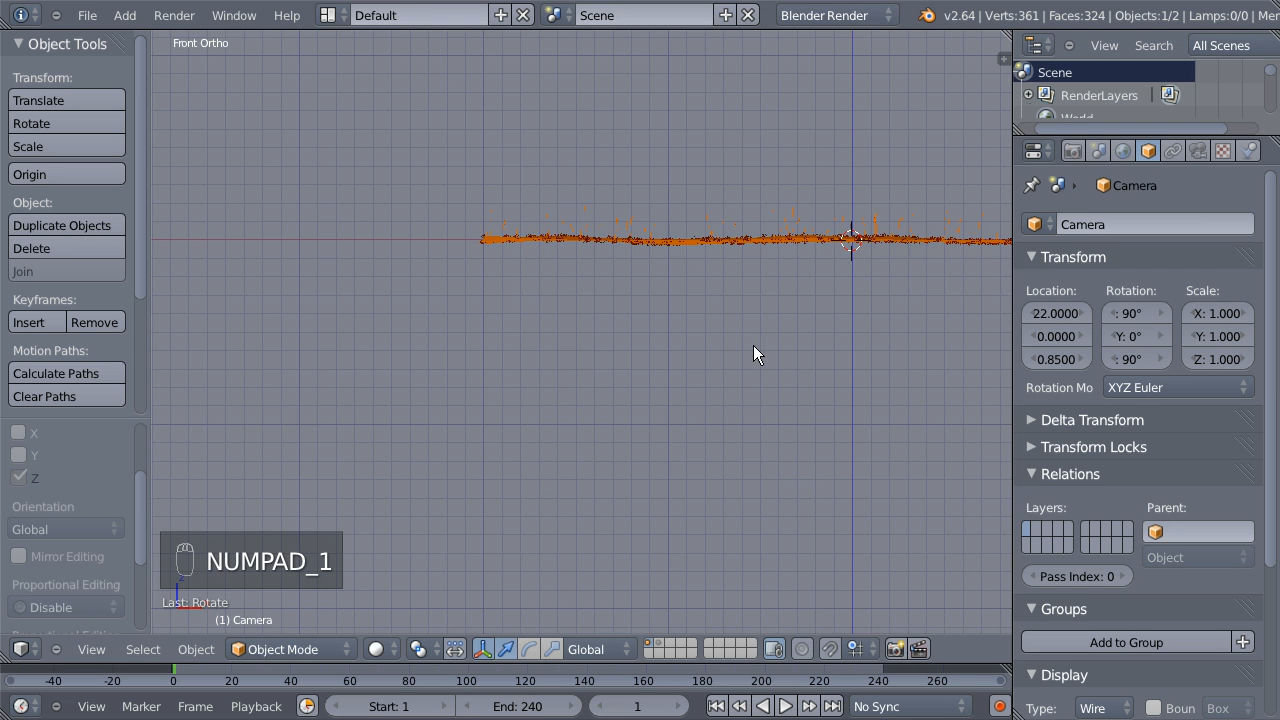 File Add Render Window Help Default Scene Blender Render v2.64 | Verts:361 | Faces:324 | Objects:1/2 | Lamps:0/0 |
Object Tools
Transform:
Translate
Rotate
Scale
Origin
Object:
Duplicate Objects
Delete
Join
Keyframes:
Insert Remove
Motion Paths:
Calculate Paths
Clear Paths
X
Y
Z
Orientation
Global
Mirror Editing
Proportional Editing
Disable
Front Ortho
NUMPAD_1
Last: Rotate
(1) Camera
View Select Object Object Mode Global
-40 -20 0 20 40 60 80 100 120 140 160 180 200 220 240 260
View Marker Frame Playback Start: 1 End: 240 1 No Sync
View Search All Scenes
Scene
RenderLayers |
World
Camera
Camera
Transform
Location: Rotation: Scale:
22.0000 : 90° X: 1.000
0.0000 Y: 0° Y: 1.000
0.8500 : 90° Z: 1.000
Rotation Mo XYZ Euler
Delta Transform
Transform Locks
Relations
Layers: Parent:
Object
Pass Index: 0
Groups
Add to Group
Display
Type: Wire Boun Box